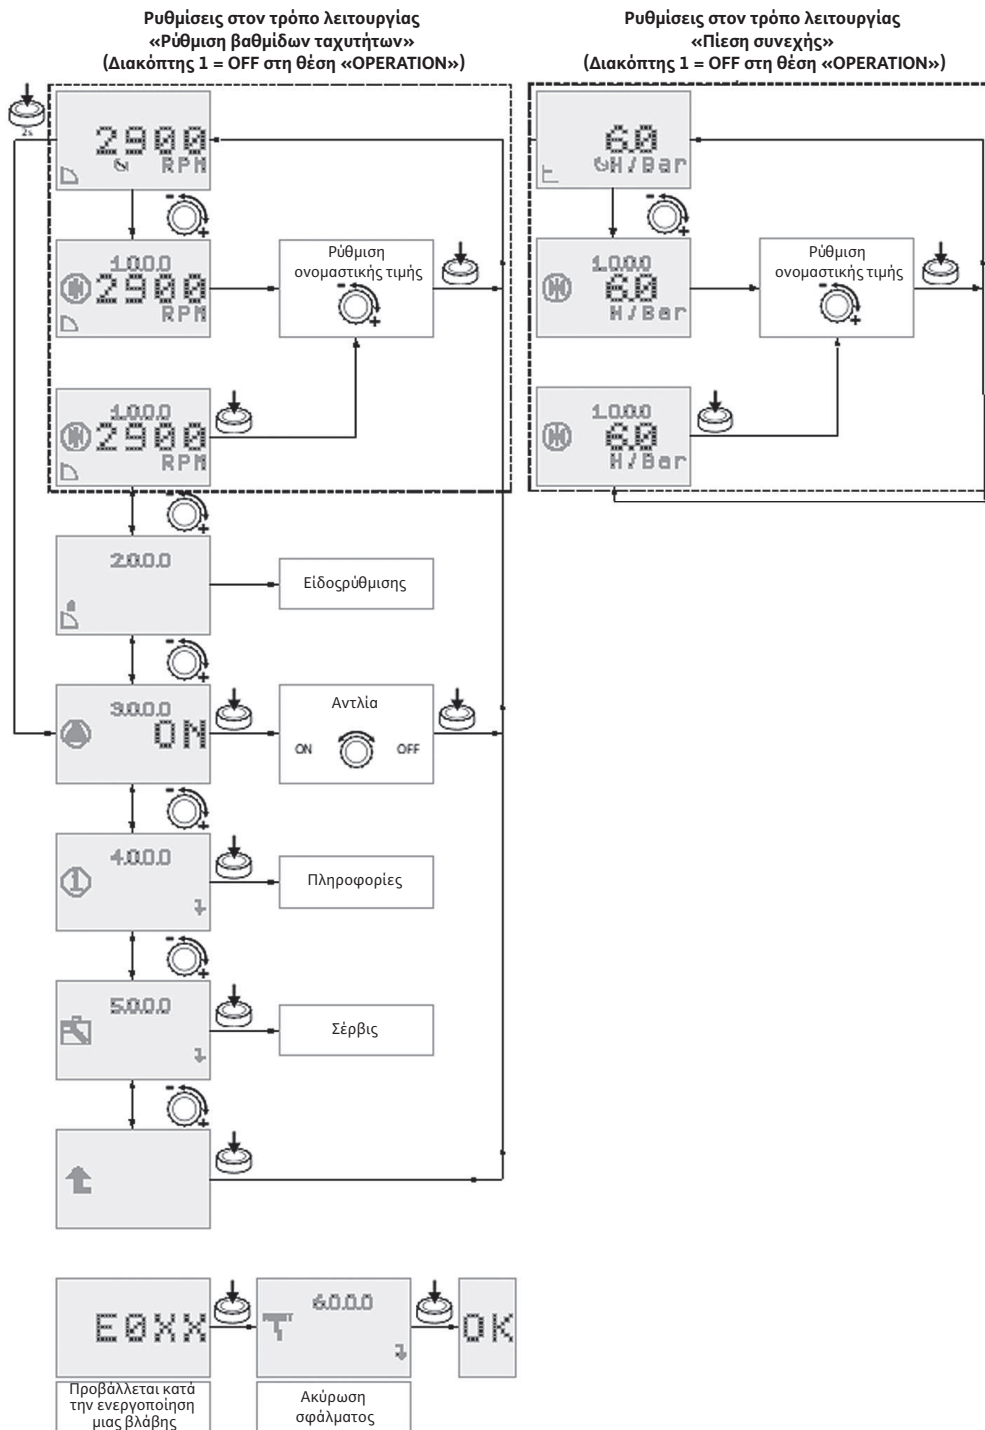 Ρυθμίσεις στον τρόπο λειτουργίας
«Ρύθμιση βαθμίδων ταχυτήτων»
(Διακόπτης 1 = OFF στη θέση «OPERATION»)
Ρυθμίσεις στον τρόπο λειτουργίας
«Πίεση συνεχής»
(Διακόπτης 1 = OFF στη θέση «OPERATION»)
2s
2900
RPM
6.0
H/Bar
-
+
-
+
1.0.0.0
2900
RPM
Ρύθμιση
ονομαστικής τιμής
-
+
1.0.0.0
6.0
H/Bar
Ρύθμιση
ονομαστικής τιμής
-
+
1.0.0.0
2900
RPM
1.0.0.0
6.0
H/Bar
-
+
2.0.0.0
Είδοςρύθμισης
-
+
3.0.0.0
ON
Αντλία
ON
OFF
-
+
4.0.0.0
Πληροφορίες
-
+
5.0.0.0
Σέρβις
-
+
E0XX
6.0.0.0
OK
Προβάλλεται κατά
την ενεργοποίηση
μιας βλάβης
Ακύρωση
σφάλματος